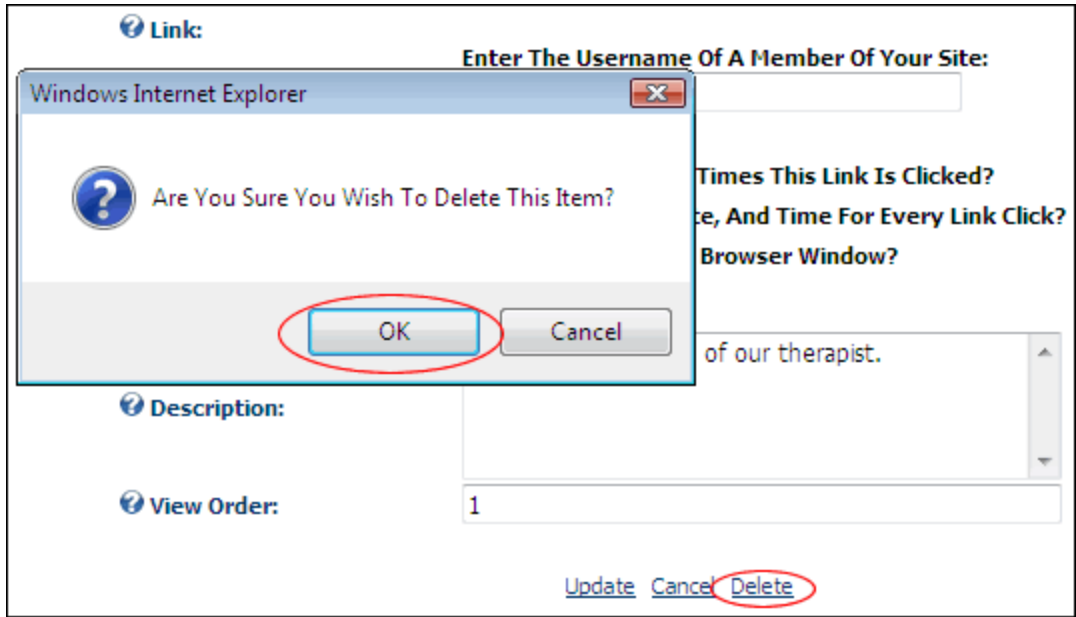 Link:
Enter The Username Of A Member Of Your Site:
Windows Internet Explorer
Are You Sure You Wish To Delete This Item?
Times This Link Is Clicked?
e, And Time For Every Link Click?
Browser Window?
OK Cancel
of our therapist.
Description:
View Order: 1
Update Cancel Delete